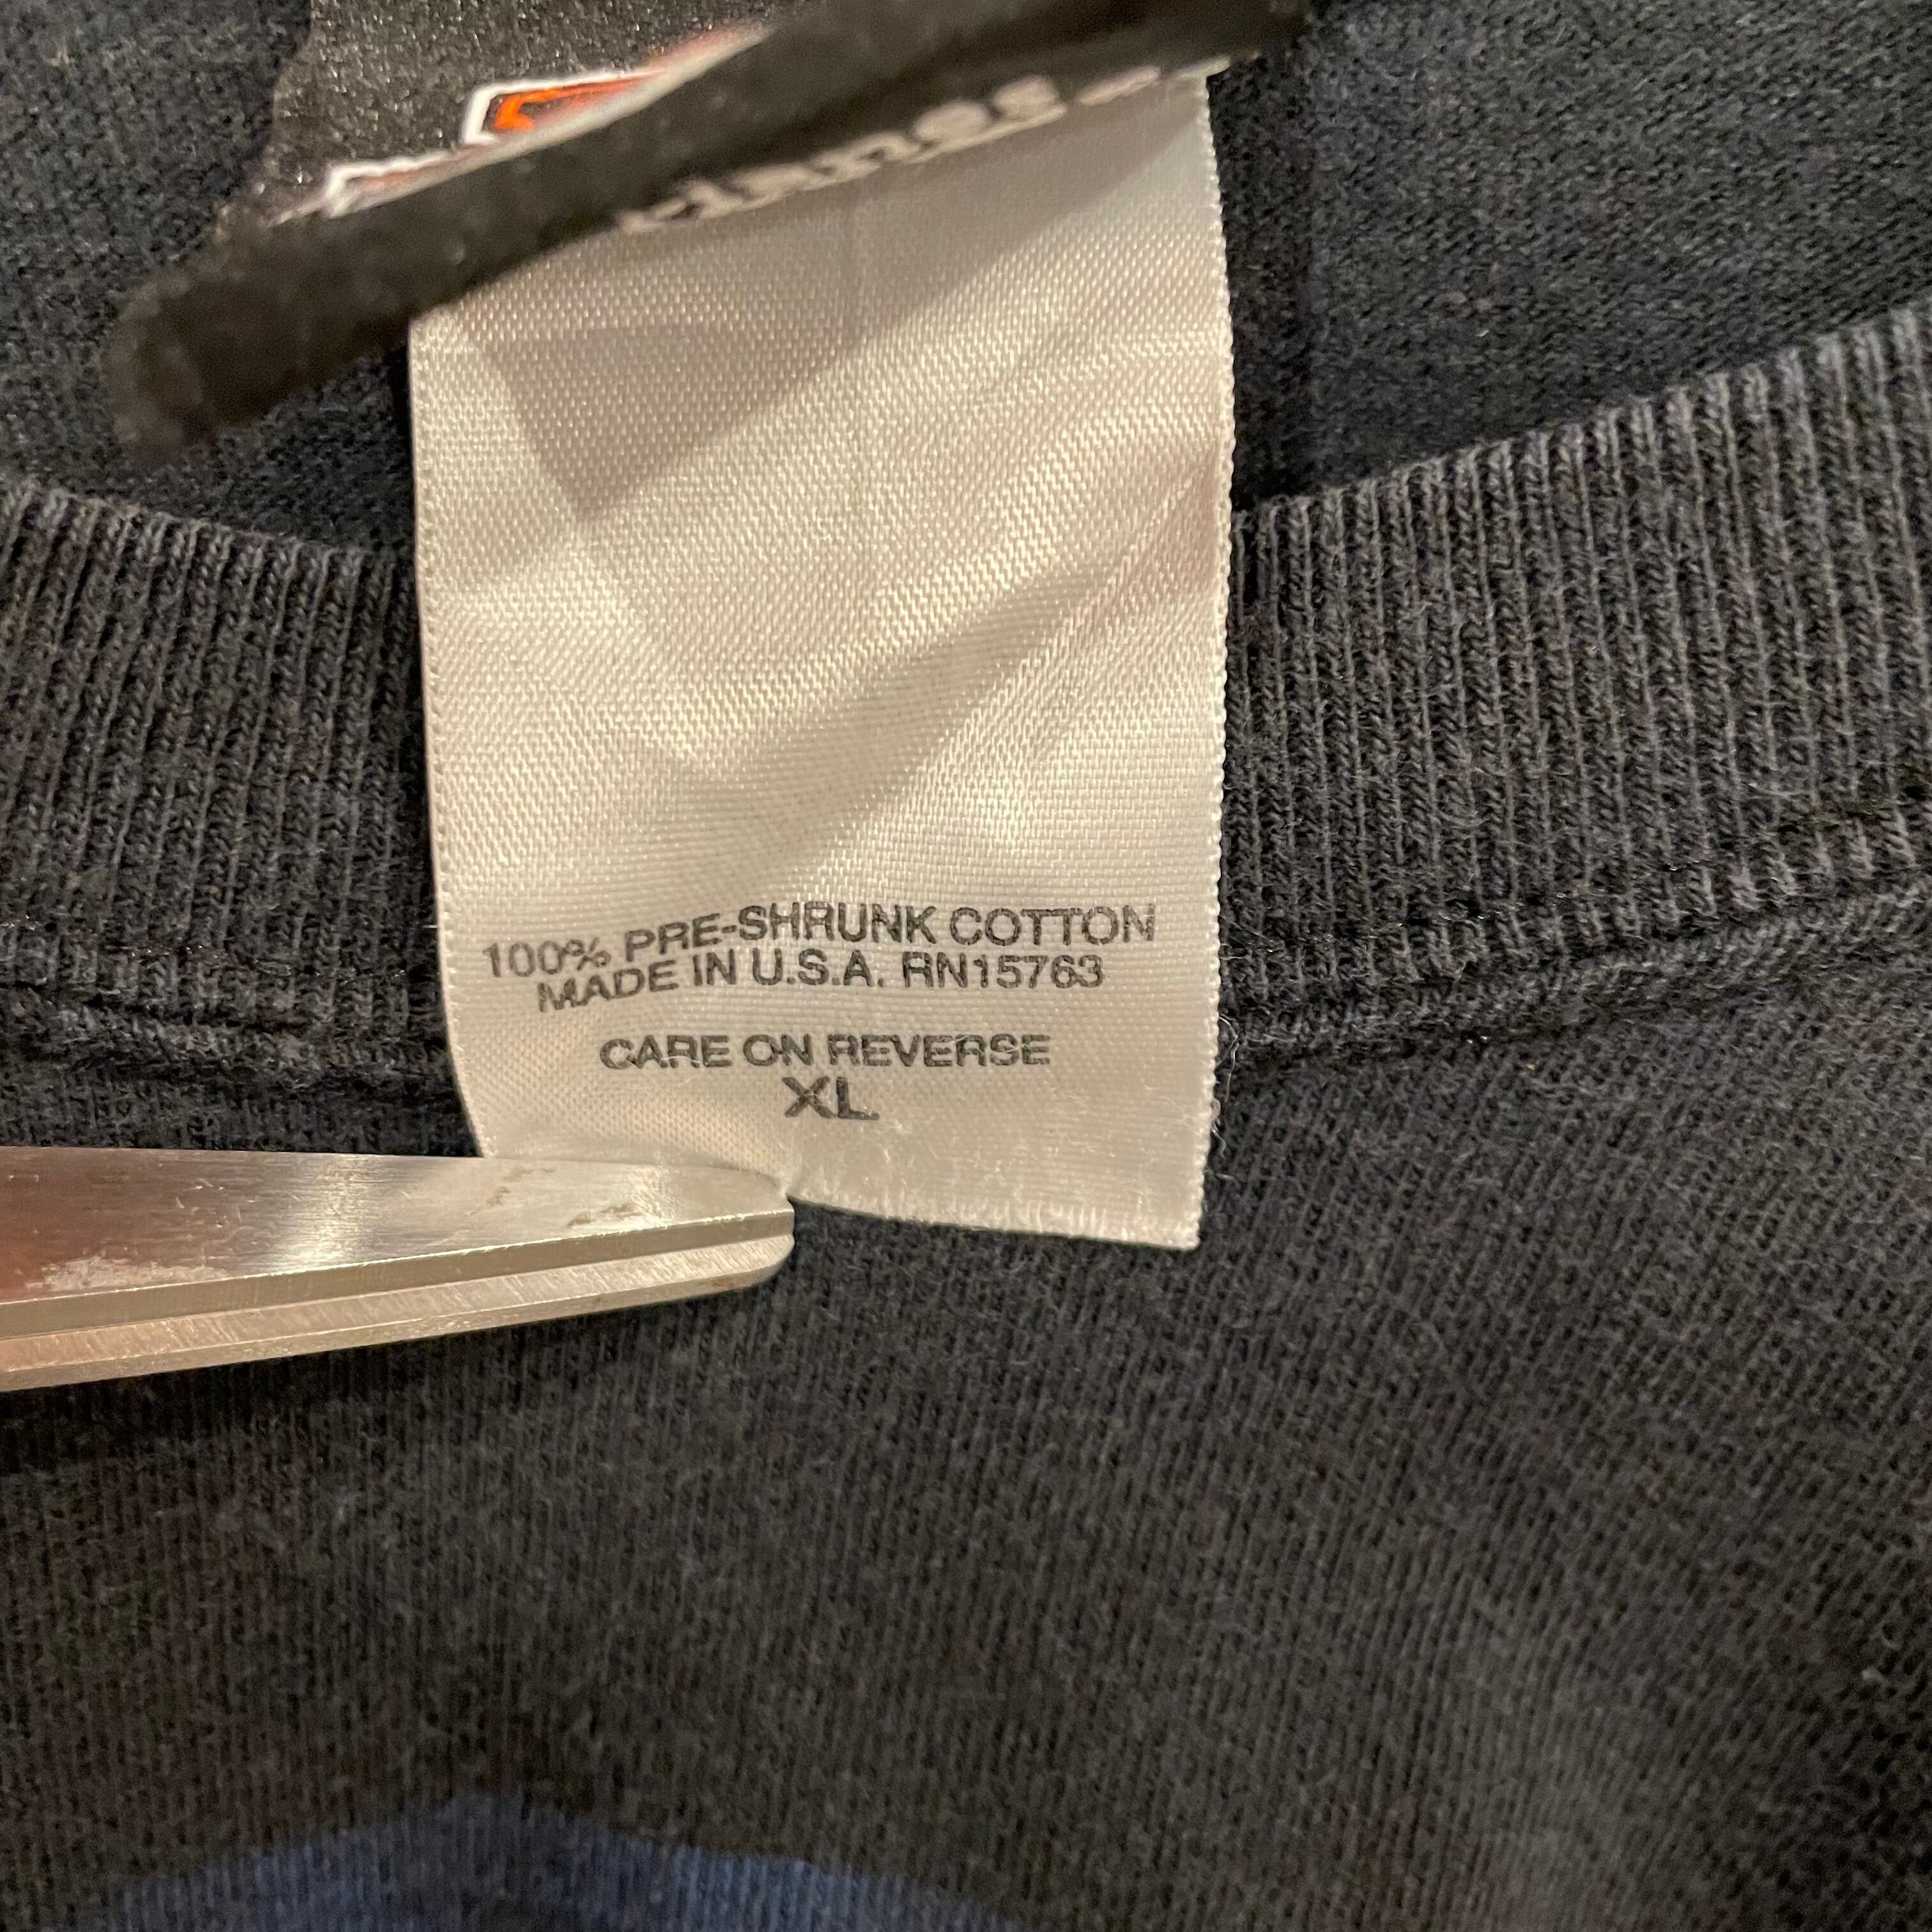 100% PRE-SHRUNK COTTON
MADE IN U.S.A. RN15763
CARE ON REVERSE
XL